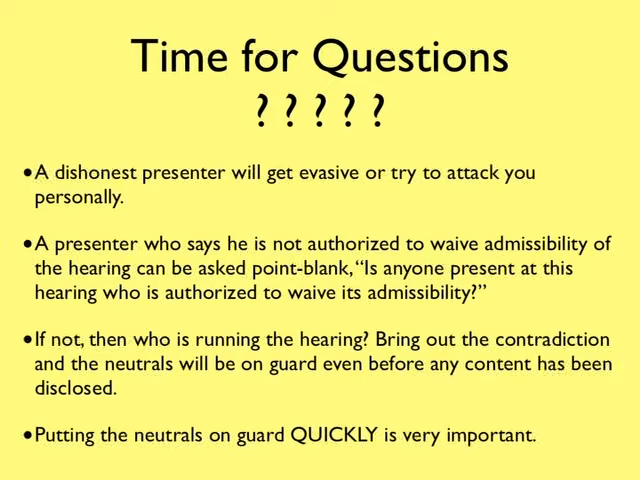 Time for Questions
? ? ? ? ?
•A dishonest presenter will get evasive or try to attack you
personally.
•A presenter who says he is not authorized to waive admissibility of
the hearing can be asked point-blank, “Is anyone present at this
hearing who is authorized to waive its admissibility?”
•If not, then who is running the hearing? Bring out the contradiction
and the neutrals will be on guard even before any content has been
disclosed.
•Putting the neutrals on guard QUICKLY is very important.